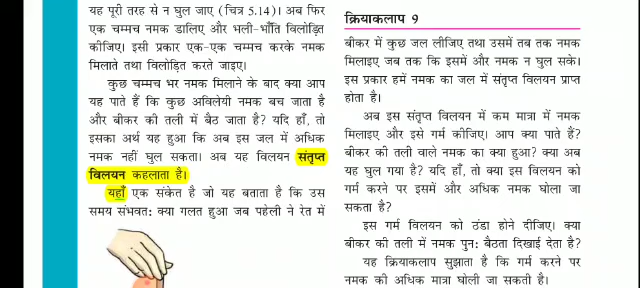 यह पूरी तरह से न घुल जाए (चित्र 5.14)। अब फिर
एक चम्मच नमक डालिए और भली-भाँति विलोड़ित
कीजिए। इसी प्रकार एक-एक चम्मच करके नमक
मिलाते तथा विलोड़ित करते जाइए।
कुछ चम्मच भर नमक मिलाने के बाद क्या आप
यह पाते हैं कि कुछ अविलेयी नमक बच जाता है
और बीकर की तली में बैठ जाता है? यदि हाँ, तो
इसका अर्थ यह हुआ कि अब इस जल में अधिक
नमक नहीं घुल सकता। अब यह विलयन संतृप्त
विलयन कहलाता है।
यहाँ एक संकेत है जो यह बताता है कि उस
समय संभवत: क्या गलत हुआ जब पहेली ने रेत में
क्रियाकलाप 9
बीकर में कुछ जल लीजिए तथा उसमें तब तक नमक
मिलाइए जब तक कि इसमें और नमक न घुल सके।
इस प्रकार हमें नमक का जल में संतृप्त विलयन प्राप्त
होता है।
अब इस संतृप्त विलयन में कम मात्रा में नमक
मिलाइए और इसे गर्म कीजिए। आप क्या पाते हैं?
बीकर की तली वाले नमक का क्या हुआ? क्या अब
यह घुल गया है? यदि हाँ, तो क्या इस विलयन को
गर्म करने पर इसमें और अधिक नमक घोला जा
सकता है?
इस गर्म विलयन को ठंडा होने दीजिए। क्या
बीकर की तली में नमक पुन: बैठता दिखाई देता है?
यह क्रियाकलाप सुझाता है कि गर्म करने पर
नमक की अधिक मात्रा घोली जा सकती है।